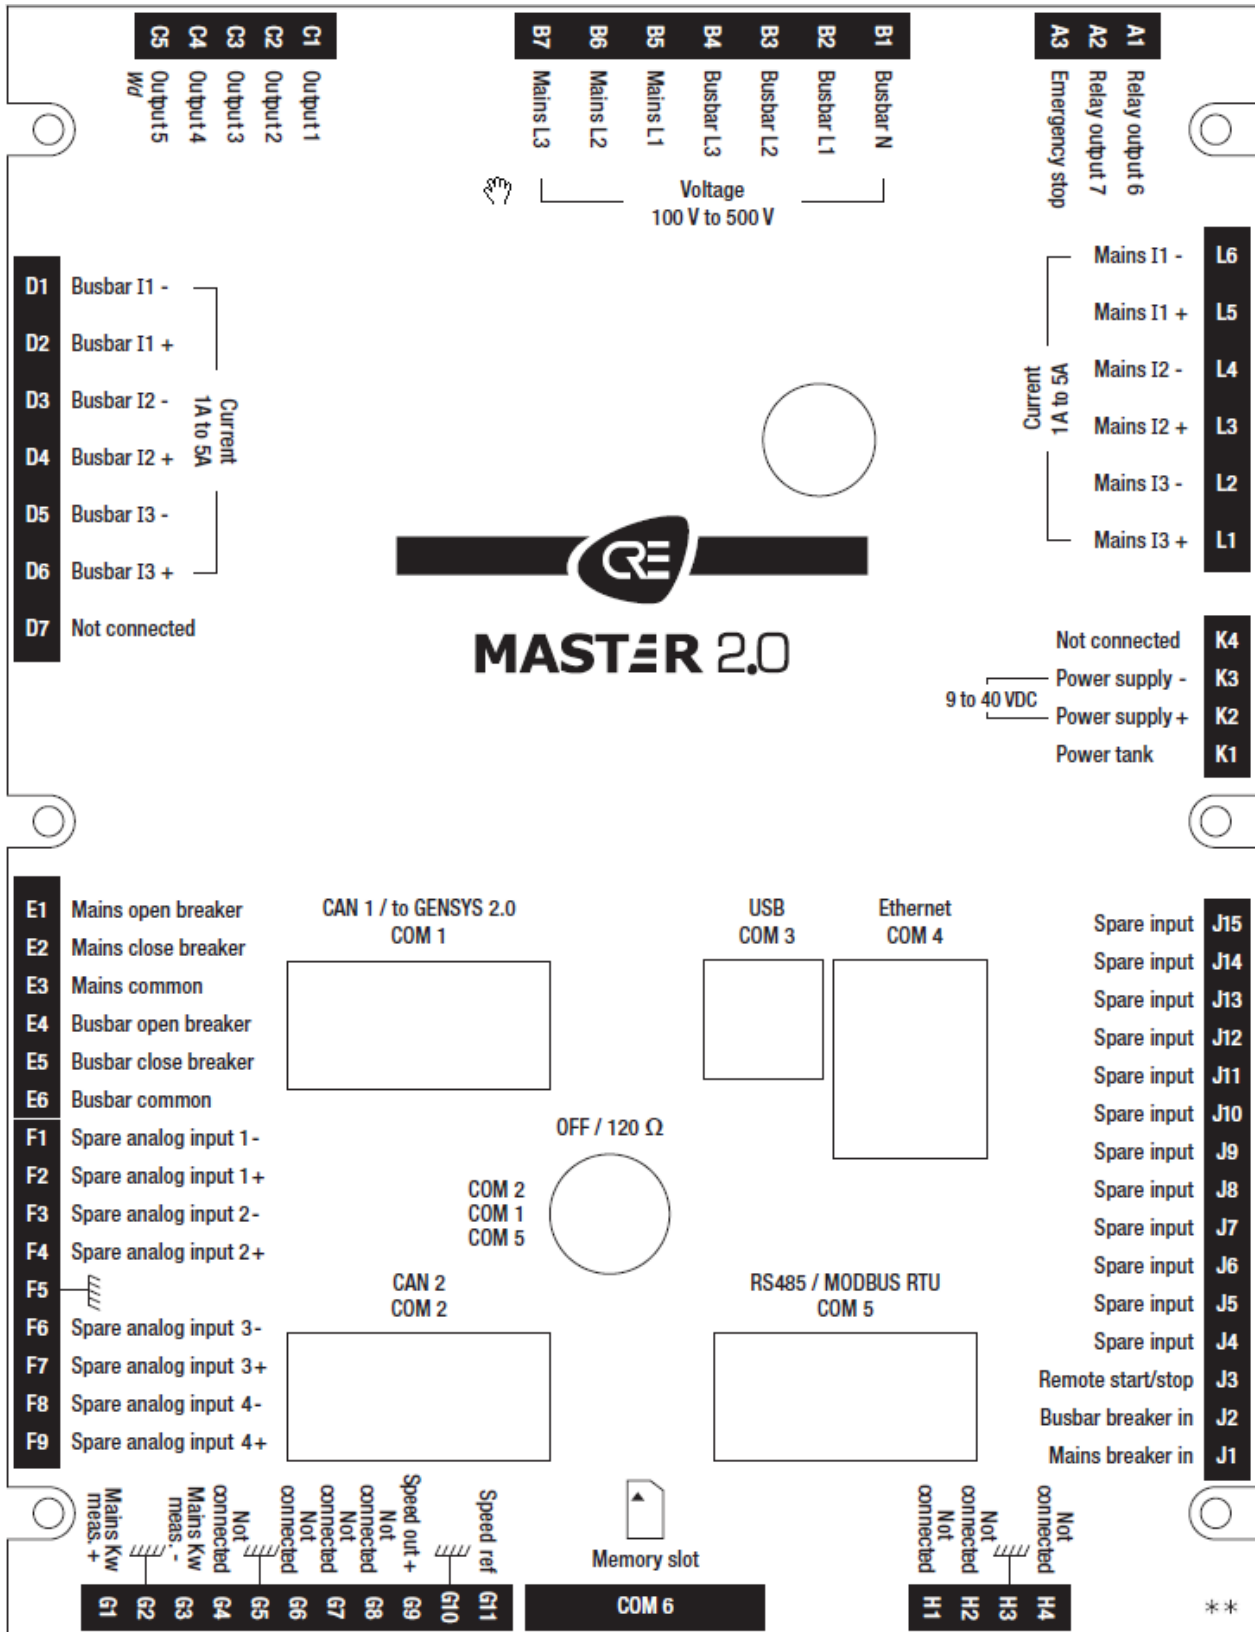 C5 C4 C3 C2 C1
Output 5
Wd
Output 4
Output 3
Output 2
Output 1
B7 B6 B5 B4 B3 B2 B1
Mains L3
Mains L2
Mains L1
Busbar L3
Busbar L2
Busbar L1
Busbar N
Voltage
100 V to 500 V
A3 A2 A1
Emergency stop
Relay output 7
Relay output 6
D1 Busbar I1 -
D2 Busbar I1 +
D3 Busbar I2 -
D4 Busbar I2 +
D5 Busbar I3 -
D6 Busbar I3 +
D7 Not connected
Current
1A to 5A
Mains I1 - L6
Mains I1 + L5
Mains I2 - L4
Mains I2 + L3
Mains I3 - L2
Mains I3 + L1
Current
1 A to 5A
CRE
MASTER 2.0
Not connected K4
Power supply - K3
Power supply + K2
Power tank K1
9 to 40 VDC
E1 Mains open breaker
E2 Mains close breaker
E3 Mains common
E4 Busbar open breaker
E5 Busbar close breaker
E6 Busbar common
F1 Spare analog input 1-
F2 Spare analog input 1+
F3 Spare analog input 2-
F4 Spare analog input 2+
F5
F6 Spare analog input 3-
F7 Spare analog input 3+
F8 Spare analog input 4-
F9 Spare analog input 4+
CAN 1 / to GENSYS 2.0
COM 1
USB
COM 3
Ethernet
COM 4
OFF / 120 Ω
COM 2
COM 1
COM 5
CAN 2
COM 2
RS485 / MODBUS RTU
COM 5
Spare input J15
Spare input J14
Spare input J13
Spare input J12
Spare input J11
Spare input J10
Spare input J9
Spare input J8
Spare input J7
Spare input J6
Spare input J5
Spare input J4
Remote start/stop J3
Busbar breaker in J2
Mains breaker in J1
Mains Kw
meas. +
Mains Kw
meas. -
Not
connected
Not
connected
Not
connected
Not
connected
Speed out +
Speed ref
G1 G2 G3 G4 G5 G6 G7 G8 G9 G10 G11
Memory slot
COM 6
Not
connected
Not
connected
Not
connected
H1 H2 H3 H4
**